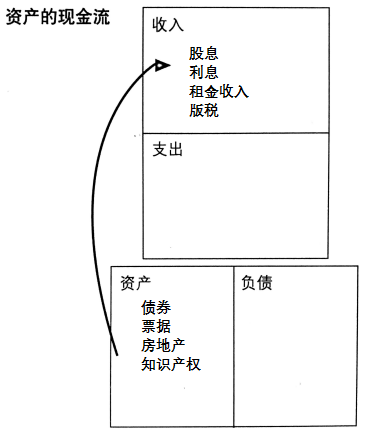 资产的现金流
收入
股息
利息
租金收入
版税
支出
资产
负债
债券
票据
房地产
知识产权